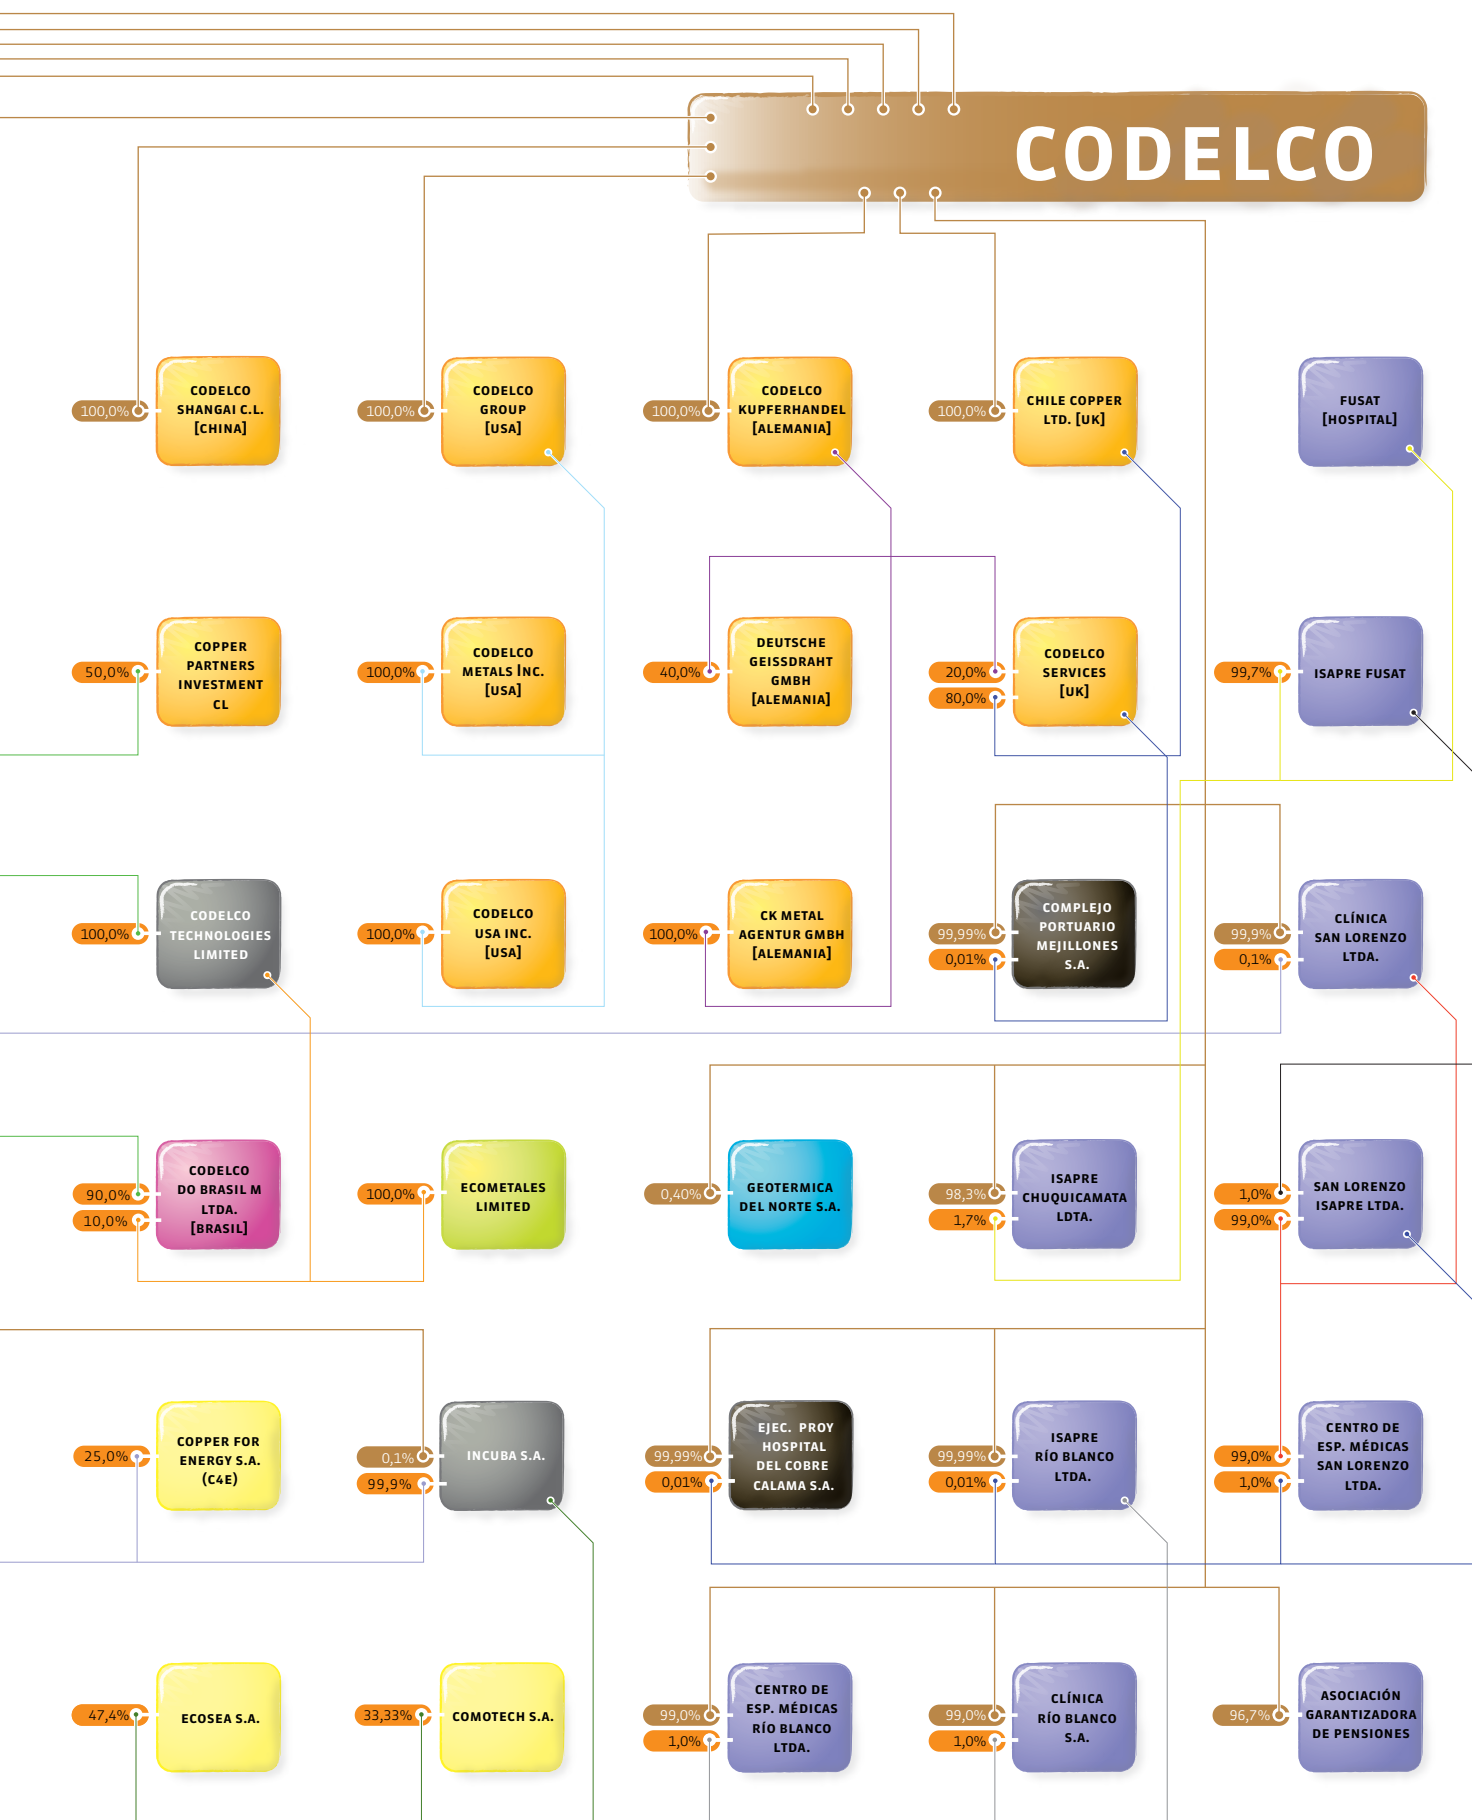 CODELCO
100,0%
CODELCO
SHANGAI C.L.
[CHINA]
100,0%
CODELCO
GROUP
[USA]
100,0%
CODELCO
KUPFERHANDEL
[ALEMANIA]
100,0%
CHILE COPPER
LTD. [UK]
FUSAT
[HOSPITAL]
50,0%
COPPER
PARTNERS
INVESTMENT
CL
100,0%
CODELCO
METALS INC.
[USA]
40,0%
DEUTSCHE
GEISSDRAHT
GMBH
[ALEMANIA]
20,0%
80,0%
CODELCO
SERVICES
[UK]
99,7%
ISAPRE FUSAT
100,0%
CODELCO
TECHNOLOGIES
LIMITED
100,0%
CODELCO
USA INC.
[USA]
100,0%
CK METAL
AGENTUR GMBH
[ALEMANIA]
99,99%
0,01%
COMPLEJO
PORTUARIO
MEJILLONES
S.A.
99,9%
0,1%
CLÍNICA
SAN LORENZO
LTDA.
90,0%
10,0%
CODELCO
DO BRASIL M
LTDA.
[BRASIL]
100,0%
ECOMETALES
LIMITED
0,40%
GEOTERMICA
DEL NORTE S.A.
98,3%
1,7%
ISAPRE
CHUQUICAMATA
LDTA.
1,0%
99,0%
SAN LORENZO
ISAPRE LTDA.
25,0%
COPPER FOR
ENERGY S.A.
(C4E)
0,1%
99,9%
INCUBA S.A.
99,99%
0,01%
EJEC. PROY
HOSPITAL
DEL COBRE
CALAMA S.A.
99,99%
0,01%
ISAPRE
RÍO BLANCO
LTDA.
99,0%
1,0%
CENTRO DE
ESP. MÉDICAS
SAN LORENZO
LTDA.
47,4%
ECOSEA S.A.
33,33%
COMOTECH S.A.
99,0%
1,0%
CENTRO DE
ESP. MÉDICAS
RÍO BLANCO
LTDA.
99,0%
1,0%
CLÍNICA
RÍO BLANCO
S.A.
96,7%
ASOCIACIÓN
GARANTIZADORA
DE PENSIONES